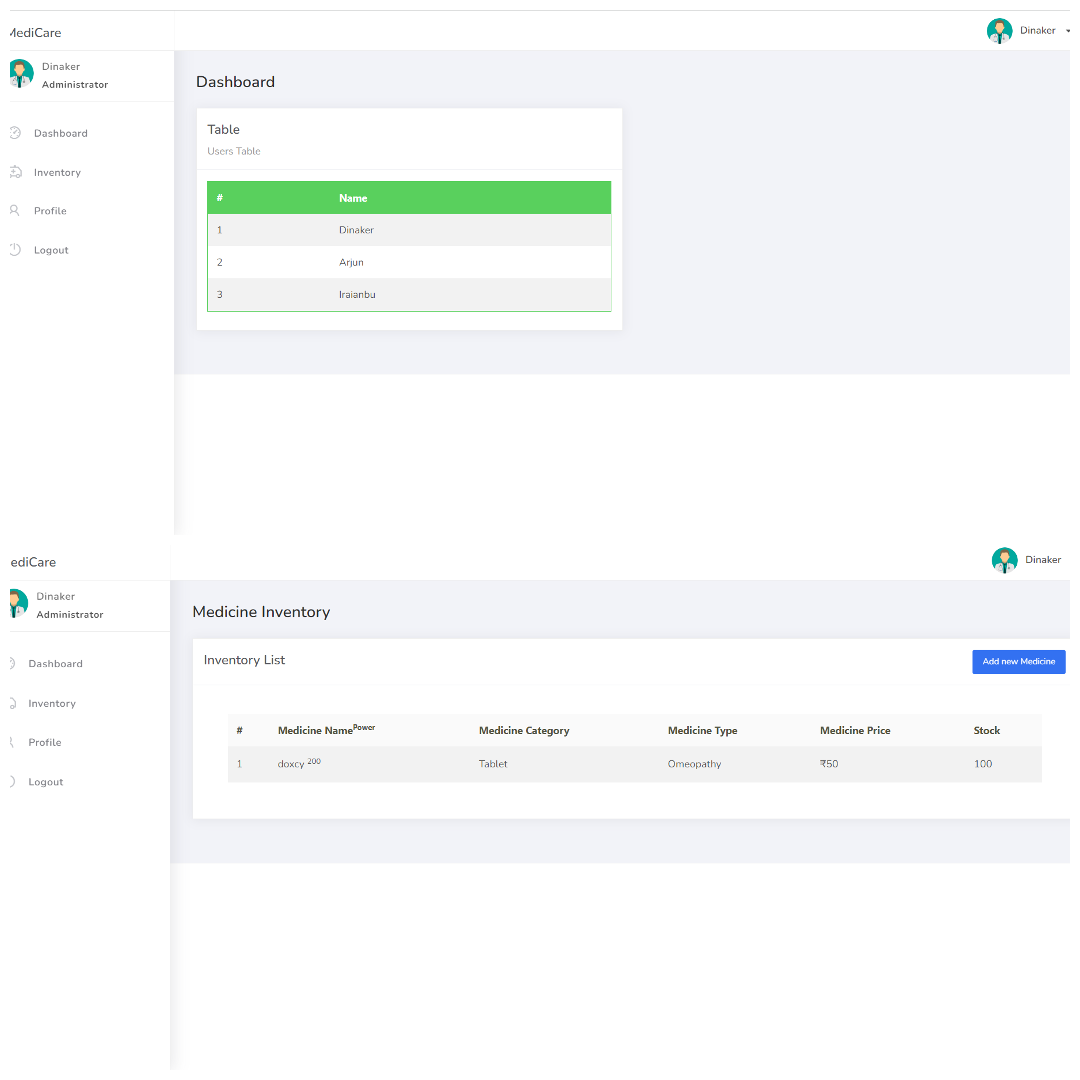 MediCare
Dinaker
Dinaker
Administrator
Dashboard
Inventory
Profile
Logout
Dashboard
Table
Users Table
# Name
1 Dinaker
2 Arjun
3 Iraianbu
ediCare
Dinaker
Dinaker
Administrator
Dashboard
Inventory
Profile
Logout
Medicine Inventory
Inventory List
Add new Medicine
# Medicine Name Power Medicine Category Medicine Type Medicine Price Stock
1 doxcy 200 Tablet Omeopathy ₹50 100